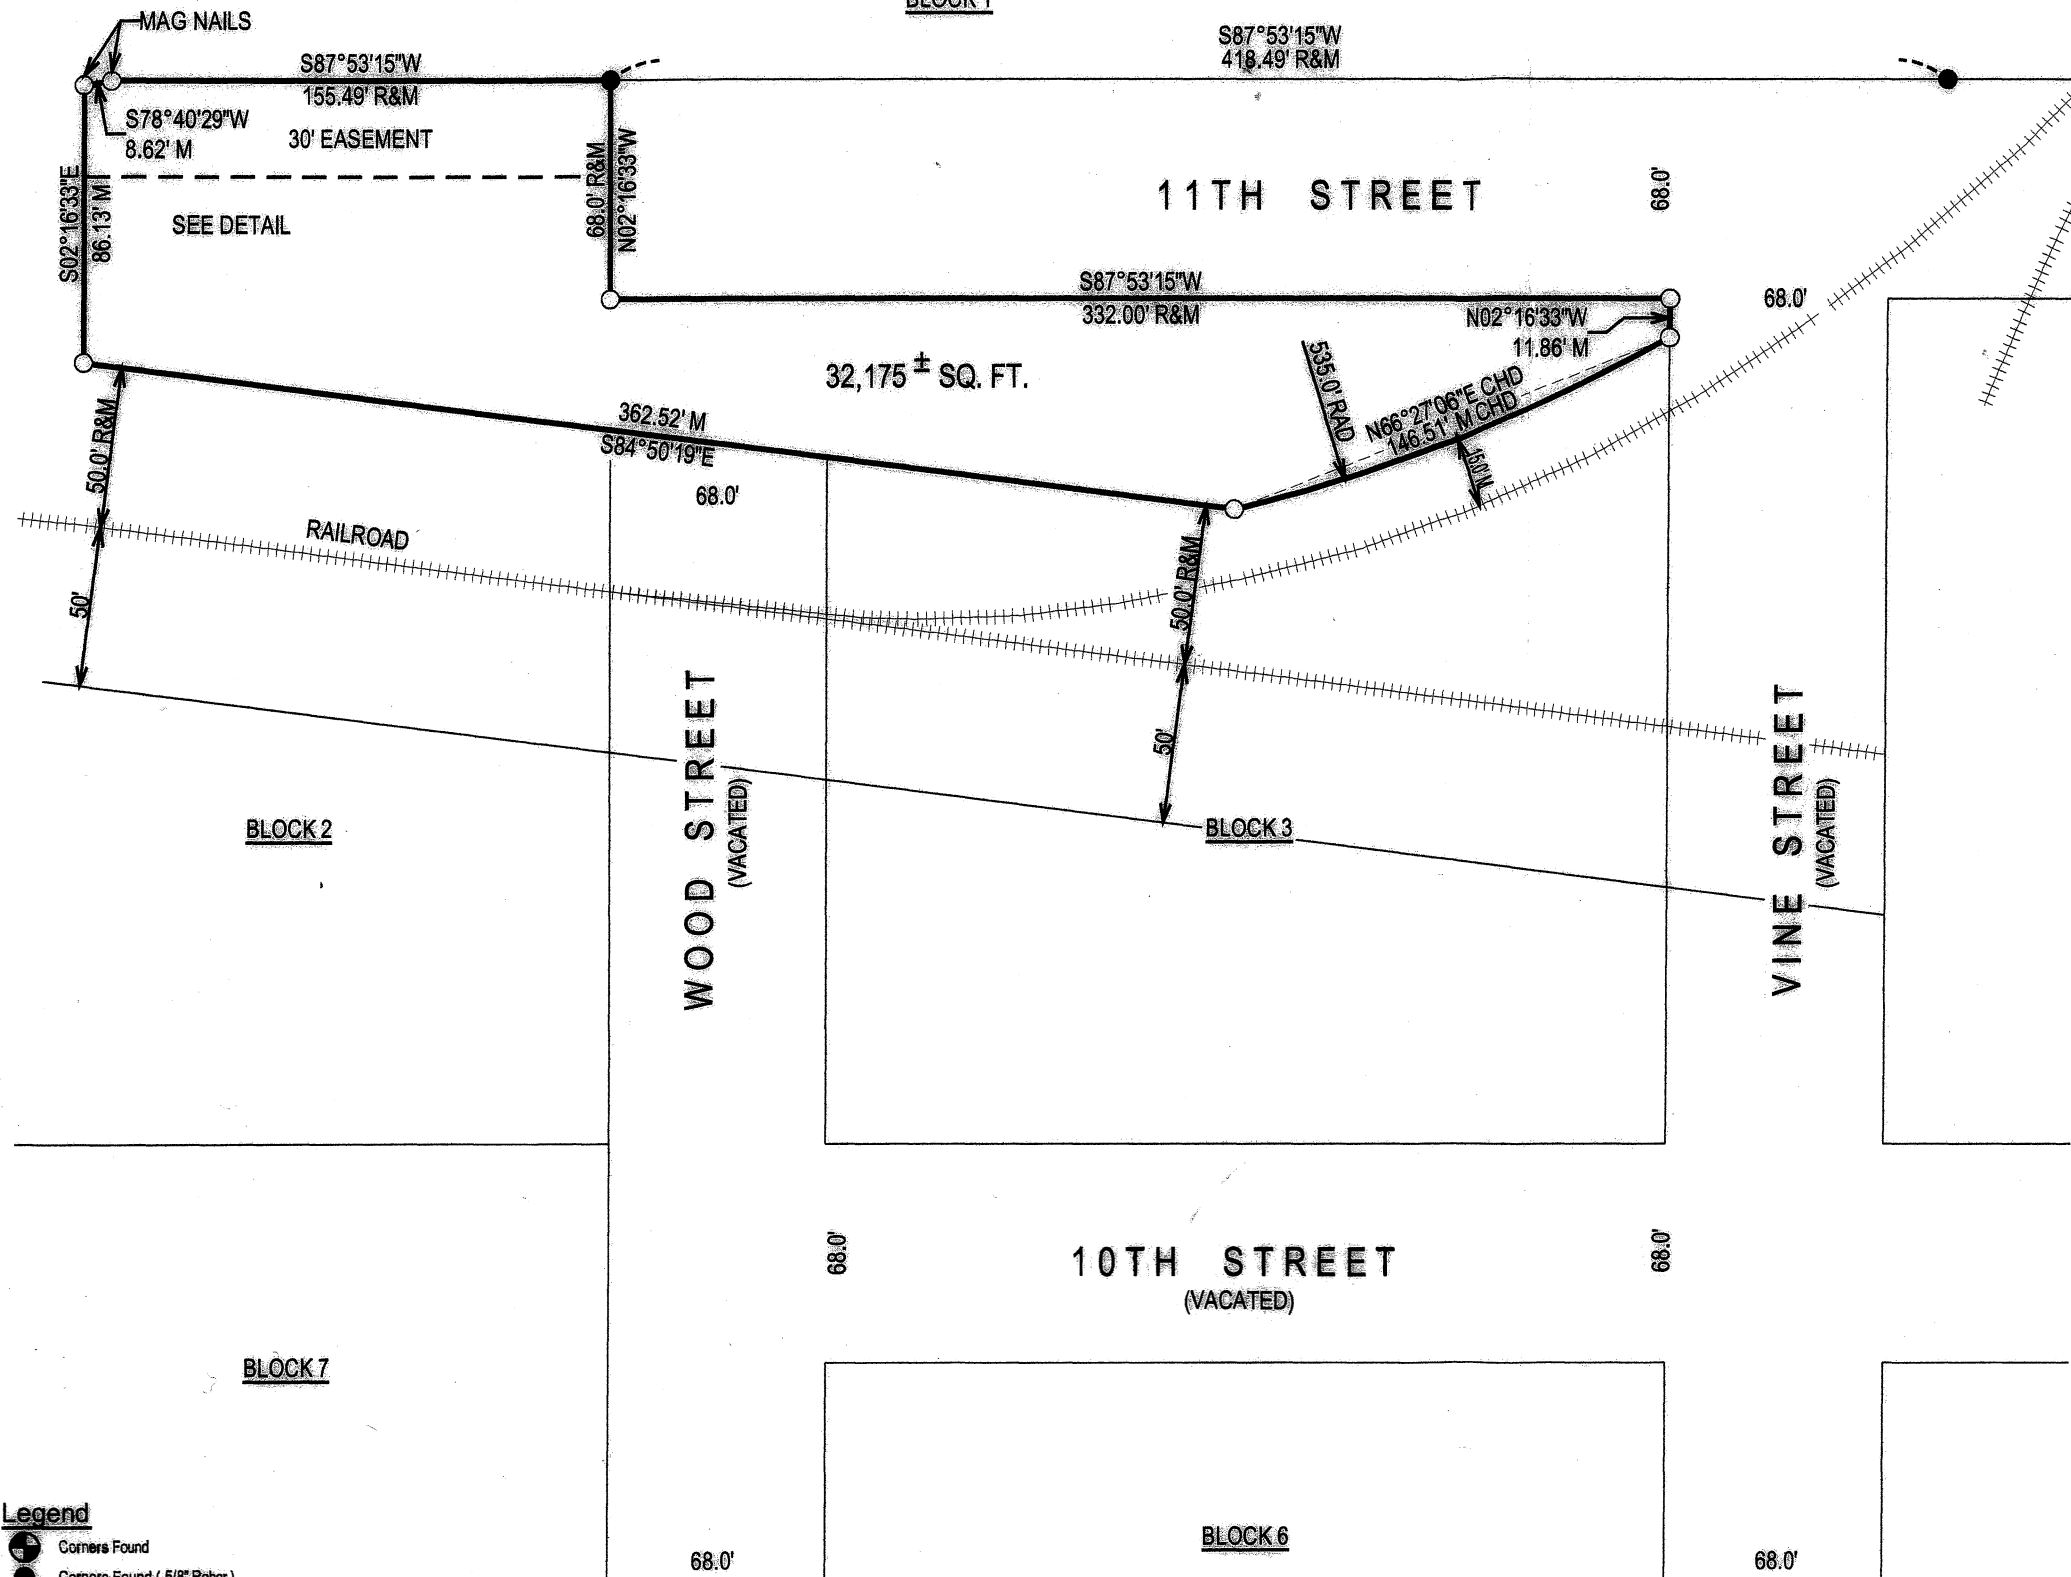 BLOCK 1
MAG NAILS
S87°53'15"W
155.49' R&M
S87°53'15"W
418.49' R&M
S78°40'29"W
8.62' M
30' EASEMENT
S02°16'33"E
86.13' M
SEE DETAIL
68.0' R&M
N02°16'33"W
11TH STREET
68.0'
S87°53'15"W
332.00' R&M
68.0'
N02°16'33"W
11.86' M
32,175 ± SQ. FT.
535.0' RAD
N66°27'06"E CHD
146.51' M CHD
15.0' M
362.52' M
S84°50'19"E
50.0' R&M
68.0'
RAILROAD
50.0' R&M
50'
50'
WOOD STREET
(VACATED)
VINE STREET
(VACATED)
BLOCK 2
BLOCK 3
68.0'
10TH STREET
(VACATED)
68.0'
BLOCK 7
Legend
Corners Found
Corners Found ( 5/8" Rebar )
BLOCK 6
68.0'
68.0'